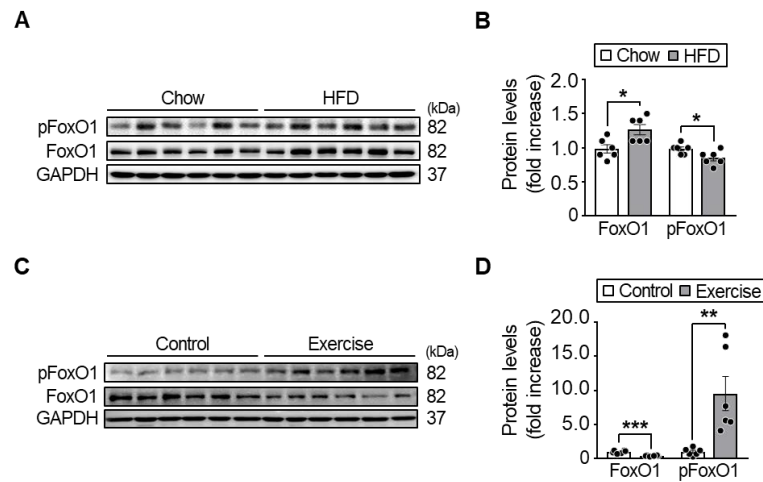 A
Chow HFD
(kDa)
pFoxO1 82
FoxO1 82
GAPDH 37
B
Chow HFD
Protein levels
(fold increase)
2.0
1.5
1.0
0.5
0
* *
FoxO1 pFoxO1
C
Control Exercise
(kDa)
pFoxO1 82
FoxO1 82
GAPDH 37
D
Control Exercise
Protein levels
(fold increase)
20.0
15.0
10.0
5.0
0.0
*** **
FoxO1 pFoxO1